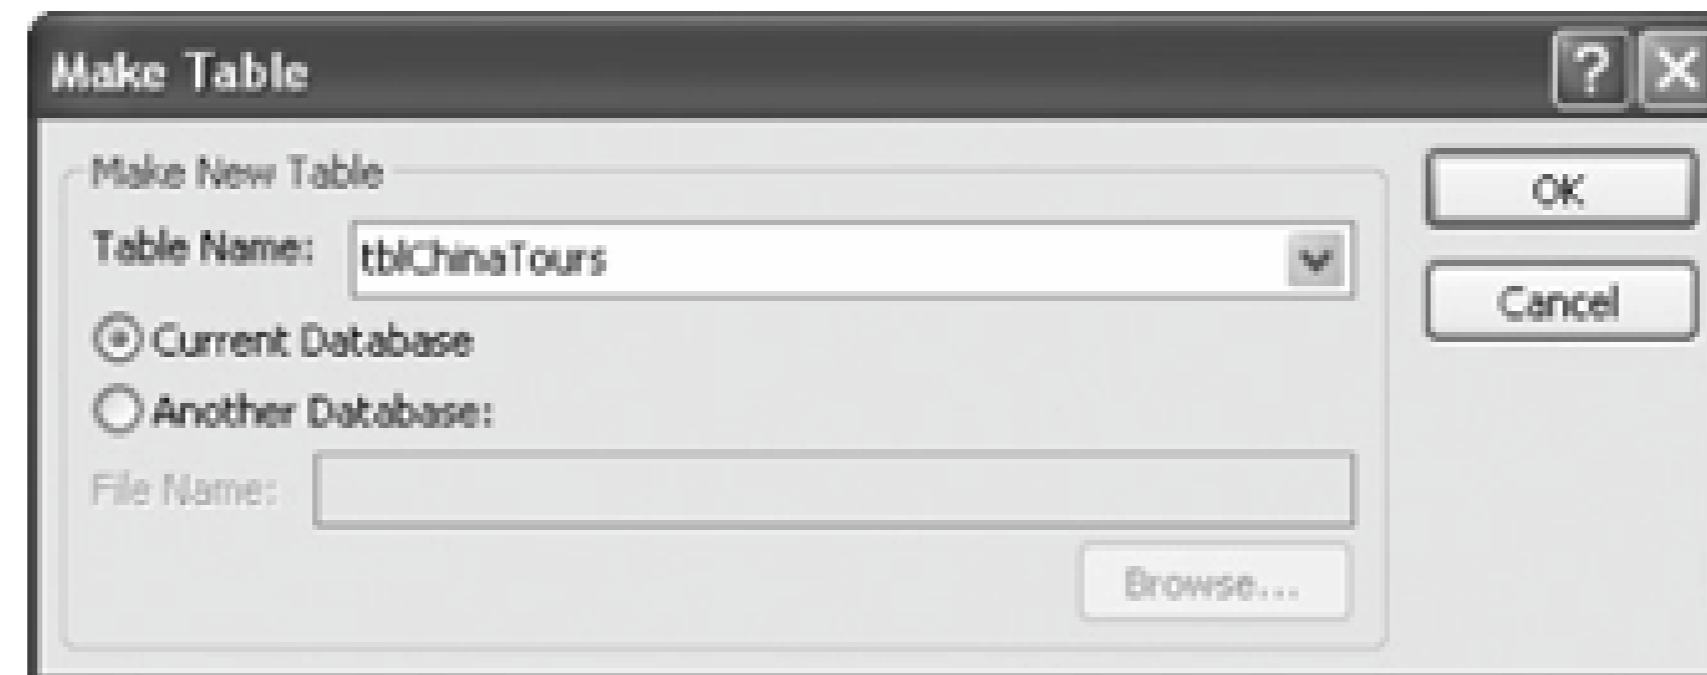 Make Table
Make New Table
Table Name: tblChinaTours
OK
Cancel
Current Database
Another Database:
File Name:
Browse...